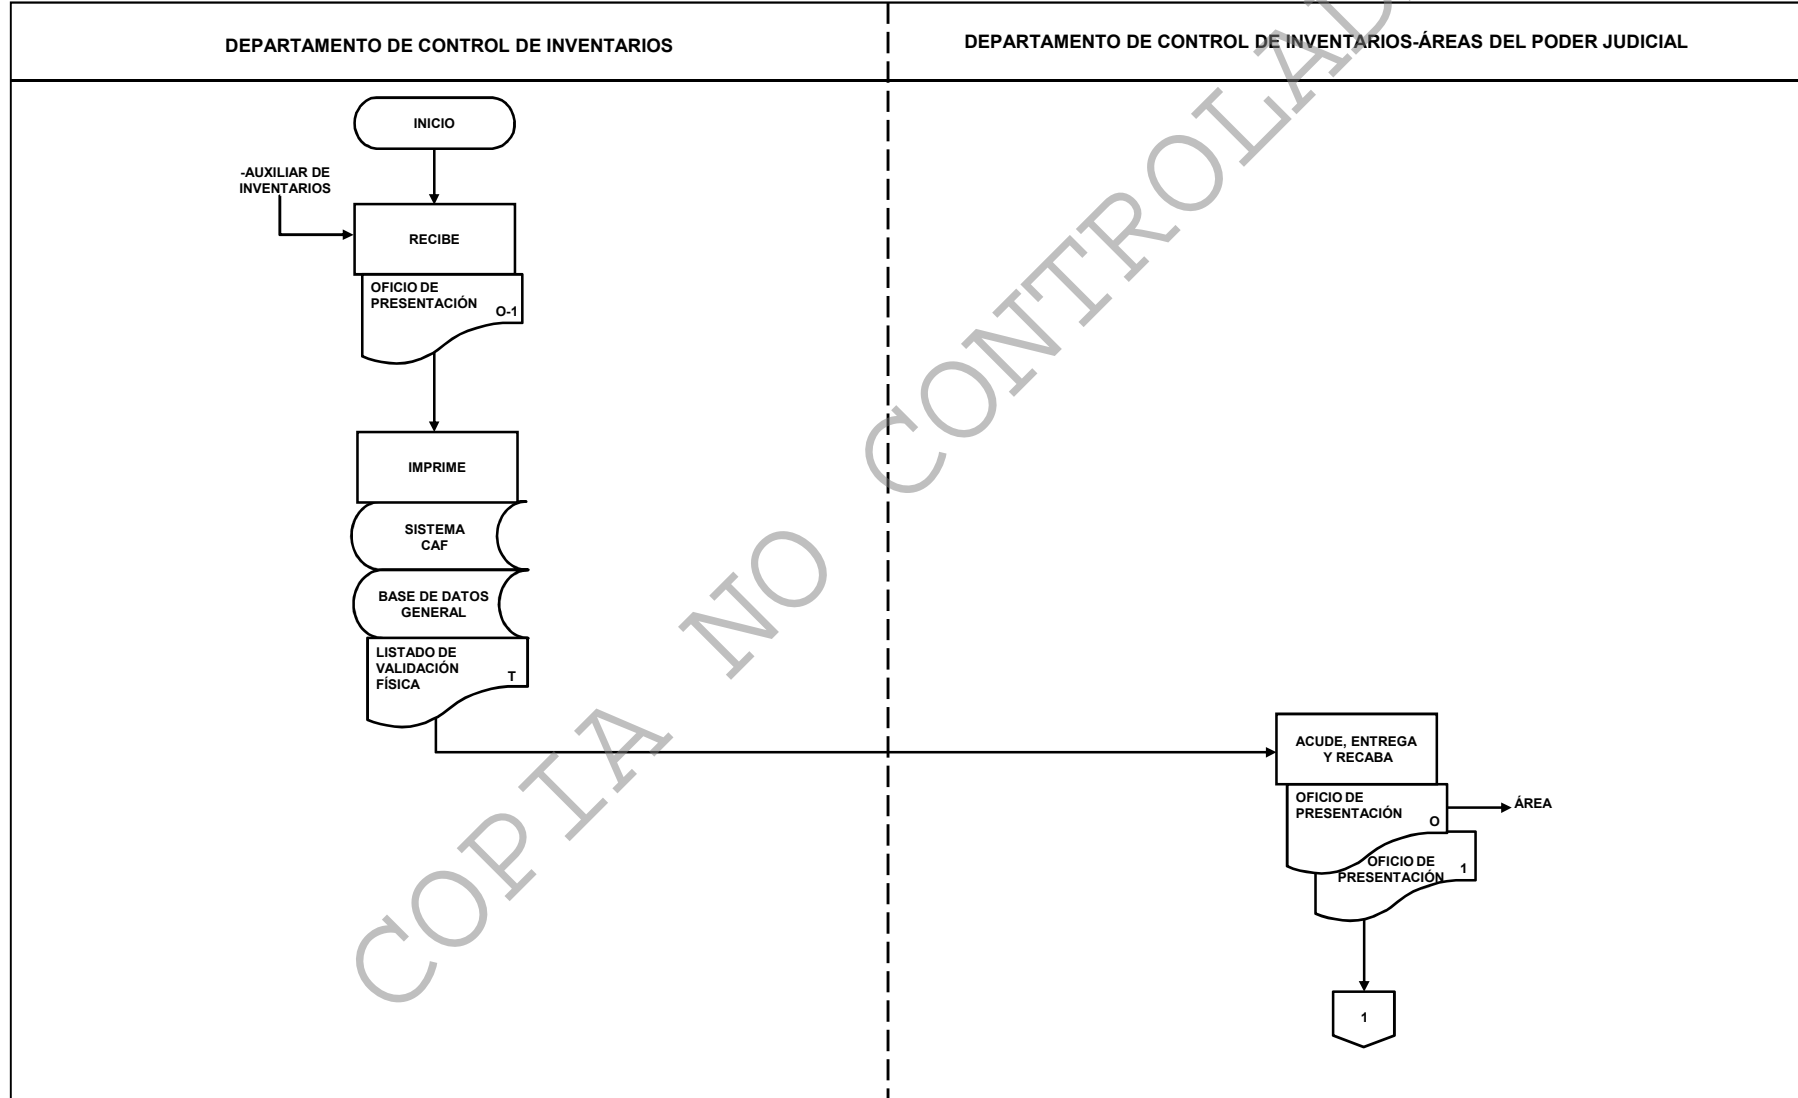 DEPARTAMENTO DE CONTROL DE INVENTARIOS
DEPARTAMENTO DE CONTROL DE INVENTARIOS-ÁREAS DEL PODER JUDICIAL
INICIO
-AUXILIAR DE
INVENTARIOS
RECIBE
OFICIO DE
PRESENTACIÓN
O-1
IMPRIME
SISTEMA
CAF
BASE DE DATOS
GENERAL
LISTADO DE
VALIDACIÓN
FÍSICA
T
ACUDE, ENTREGA
Y RECABA
OFICIO DE
PRESENTACIÓN
O
ÁREA
OFICIO DE
PRESENTACIÓN
1
1
COPIA NO CONTROLAD